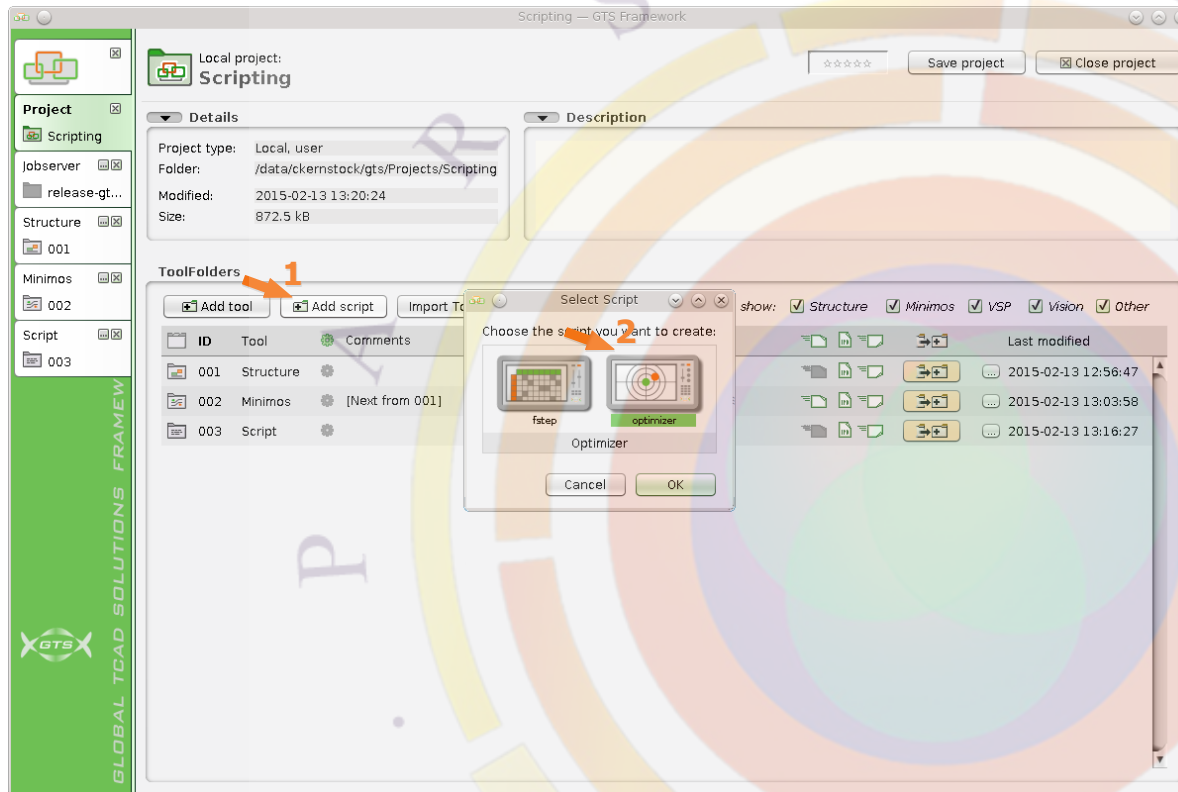 Scripting — GTS Framework
Project
Scripting
Jobserver
release-gt...
Structure
001
Minimos
002
Script
003
GLOBAL TCAD SOLUTIONS FRAMEW
GTS
Local project:
Scripting
☆☆☆☆☆
Save project
Close project
Details
Project type: Local, user
Folder: /data/ckernstock/gts/Projects/Scripting
Modified: 2015-02-13 13:20:24
Size: 872.5 kB
Description
ToolFolders
1
Add tool Add script Import To
show: Structure Minimos VSP Vision Other
ID Tool Comments Last modified
001 Structure 2015-02-13 12:56:47
002 Minimos [Next from 001] 2015-02-13 13:03:58
003 Script 2015-02-13 13:16:27
Select Script
Choose the script you want to create:
2
fstep optimizer
Optimizer
Cancel OK
P A R S